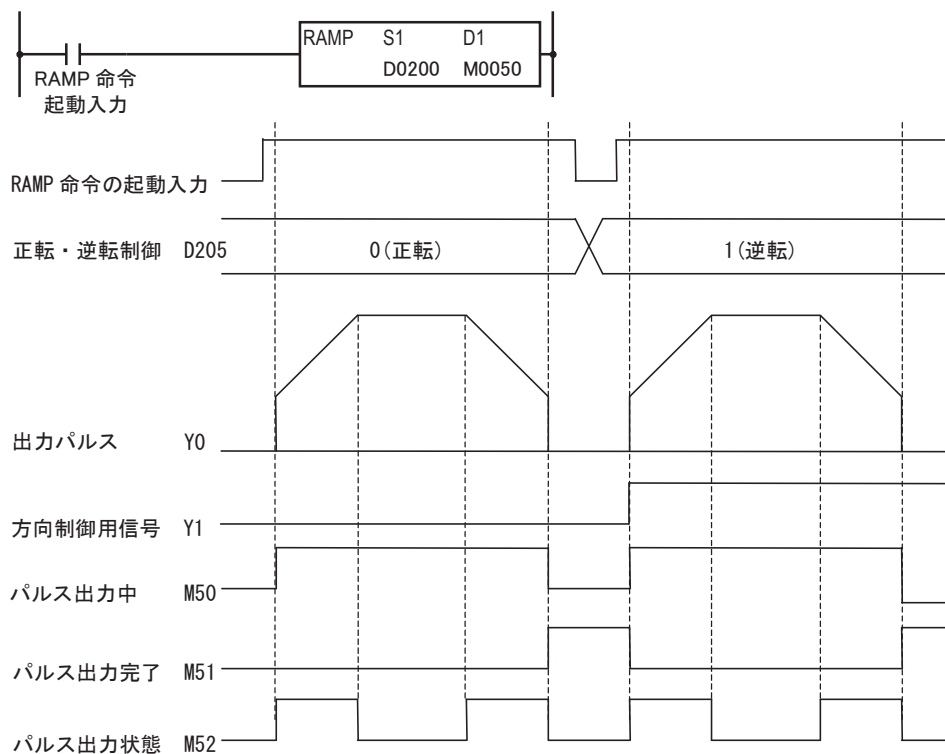 RAMP S1 D1
D0200 M0050
RAMP 命令
起動入力
RAMP 命令の起動入力
正転・逆転制御 D205 0(正転) 1(逆転)
出力パルス Y0
方向制御用信号 Y1
パルス出力中 M50
パルス出力完了 M51
パルス出力状態 M52